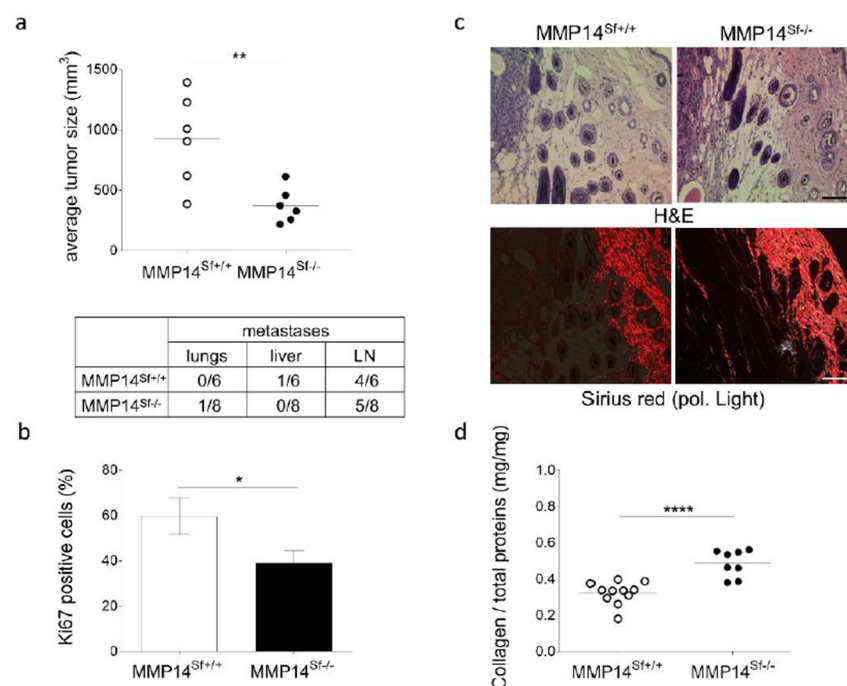 a
**
average tumor size (mm³)
1500
1000
500
0
MMP14Sf+/+ MMP14Sf-/-
metastases
lungs liver LN
MMP14Sf+/+ 0/6 1/6 4/6
MMP14Sf-/- 1/8 0/8 5/8
b
*
Ki67 positive cells (%)
80
60
40
20
0
MMP14Sf+/+ MMP14Sf-/-
c
MMP14Sf+/+ MMP14Sf-/-
H&E
Sirius red (pol. Light)
d
****
Collagen / total proteins (mg/mg)
1.0
0.8
0.6
0.4
0.2
0.0
MMP14Sf+/+ MMP14Sf-/-